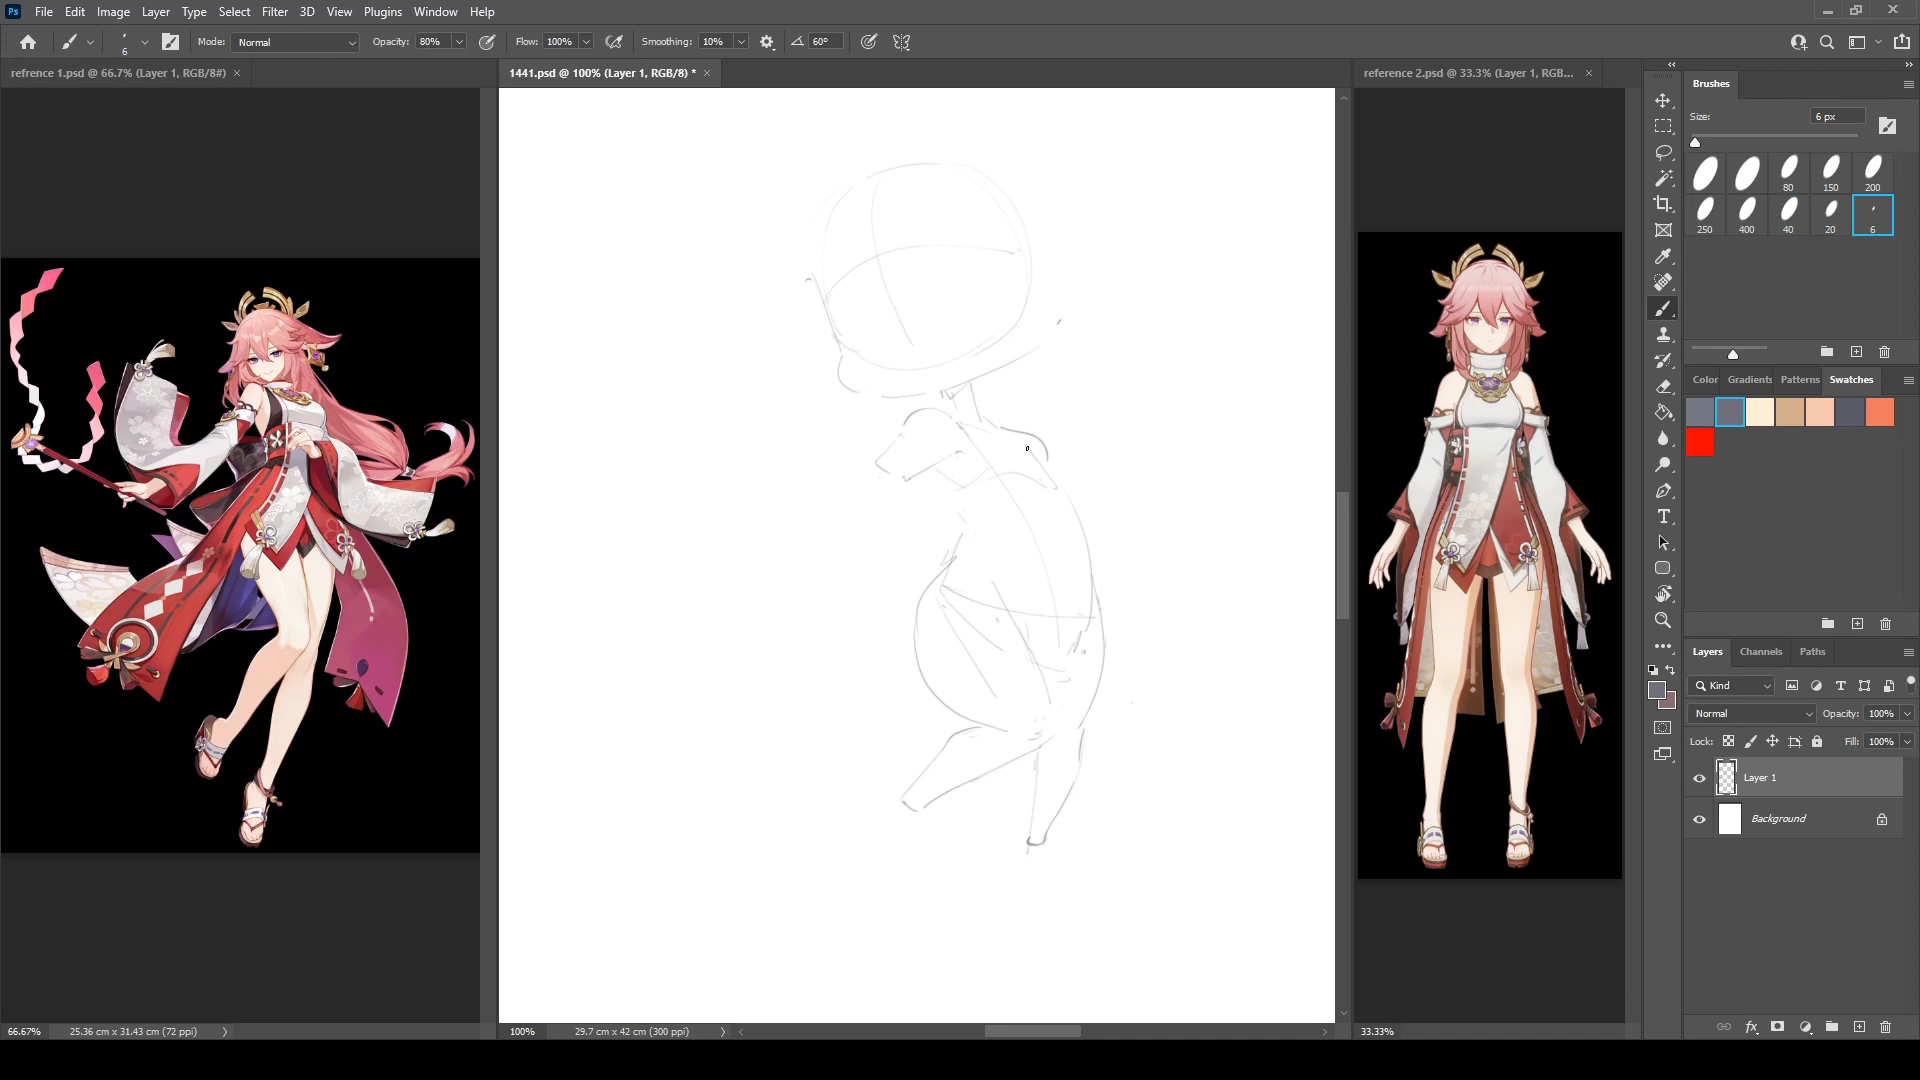 Ps File Edit Image Layer Type Select Filter 3D View Plugins Window Help
6 Mode: Normal Opacity: 80% Flow: 100% Smoothing: 10% 60°
refrence 1.psd @ 66.7% (Layer 1, RGB/8#) × 1441.psd @ 100% (Layer 1, RGB/8) * × reference 2.psd @ 33.3% (Layer 1, RGB... ×
Brushes
Size: 6 px
80 150 200
250 400 40 20 6
Color Gradients Patterns Swatches
Layers Channels Paths
Kind
Normal Opacity: 100%
Lock: Fill: 100%
Layer 1
Background
fx
66.67% 25.36 cm x 31.43 cm (72 ppi) 100% 29.7 cm x 42 cm (300 ppi) 33.33%